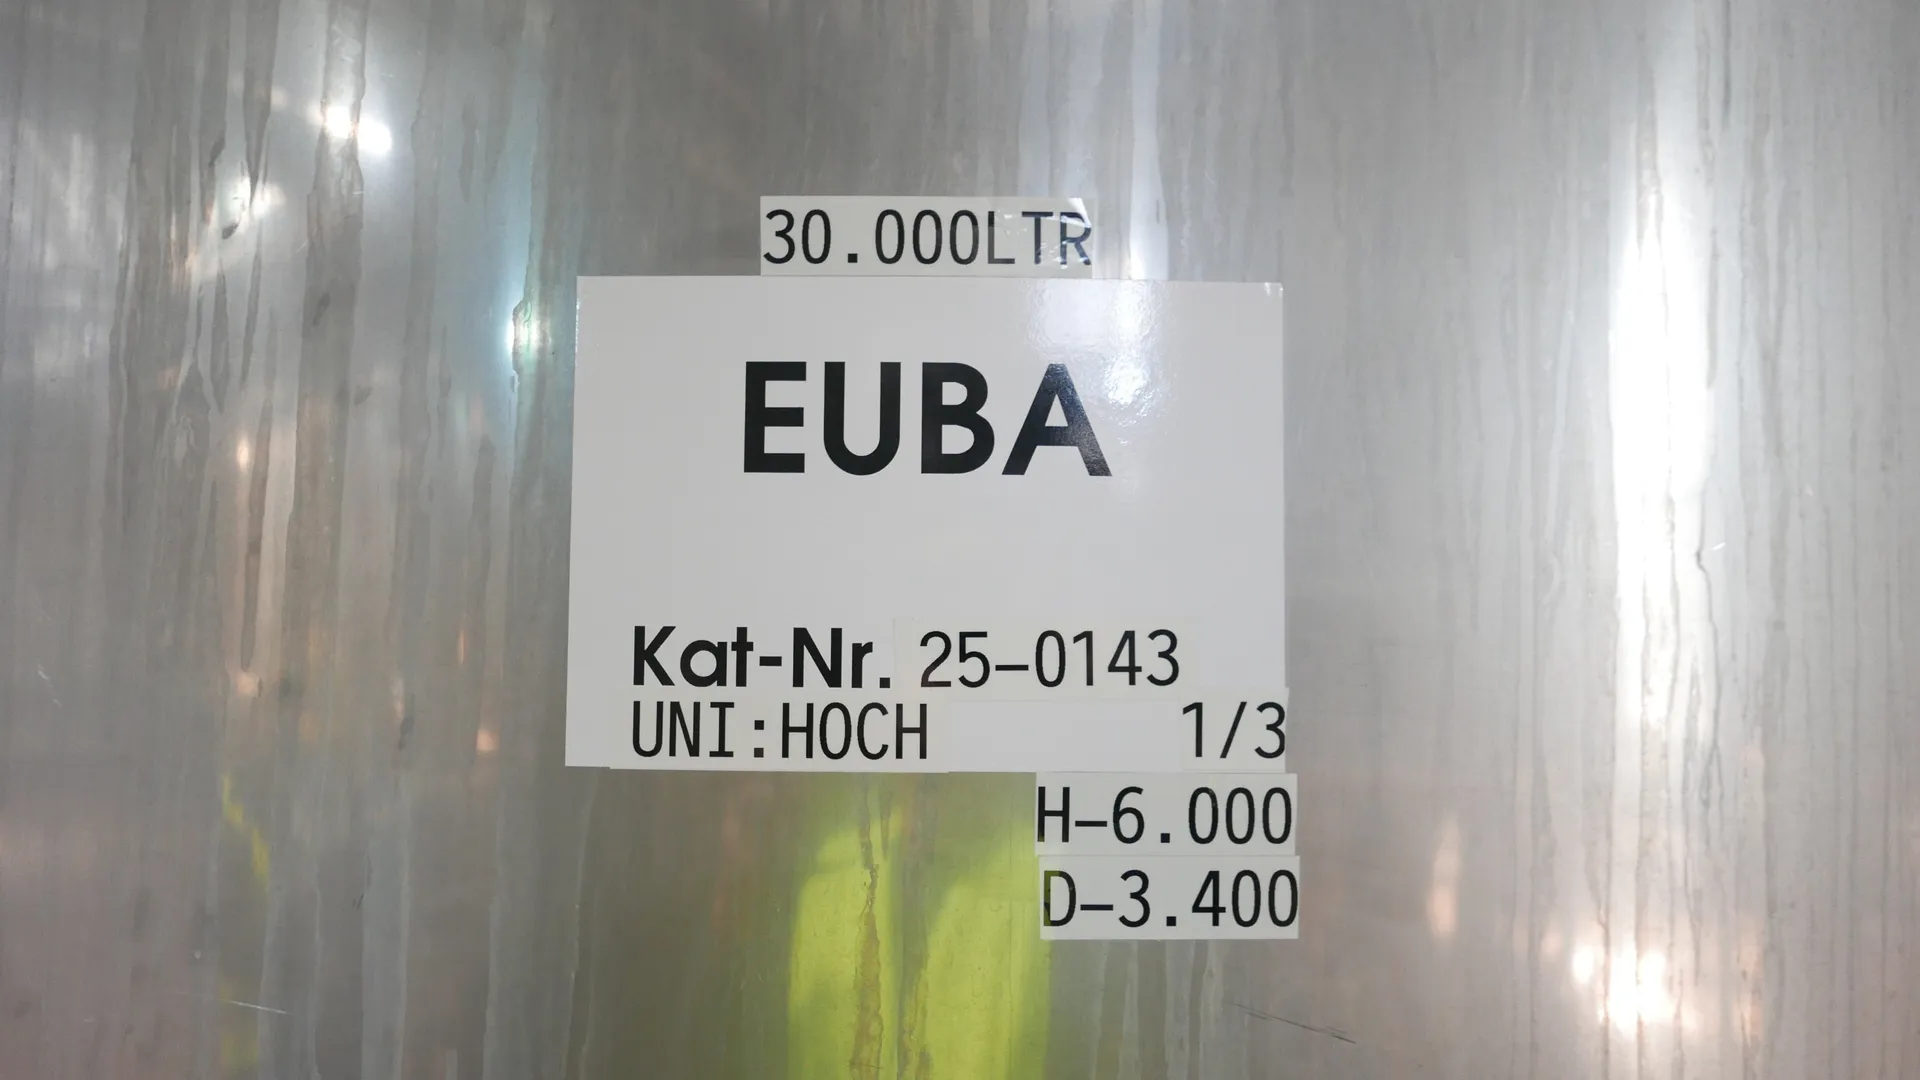 30.000LTR
EUBA
Kat-Nr. 25-0143
UNI:HOCH 1/3
H-6.000
D-3.400